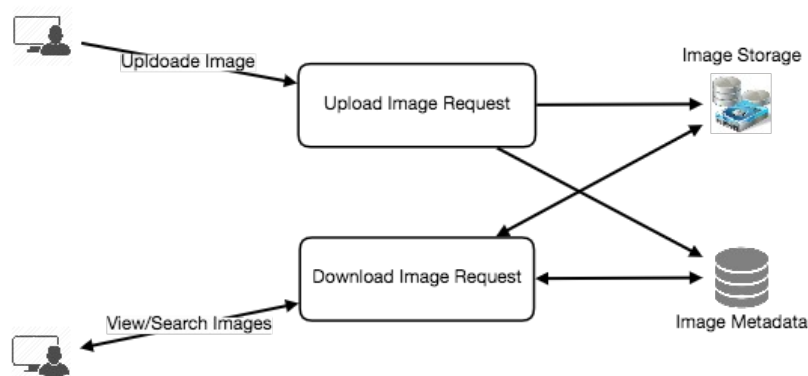 Image Storage
Upldoade Image
Upload Image Request
Download Image Request
View/Search Images
Image Metadata